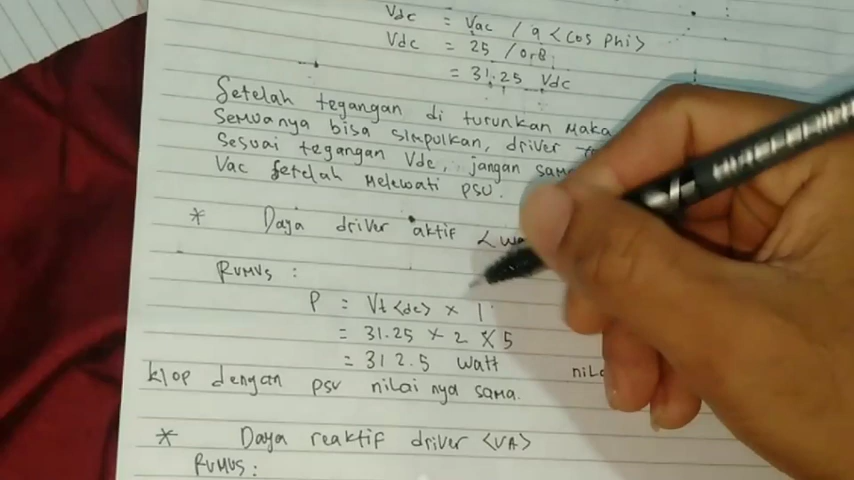 Vdc = Vac / a <cos phi>
Vdc = 25 / 0r8
= 31,25 Vdc
Setelah tegangan di turunkan maka
semuanya bisa simpulkan, driver
sesuai tegangan Vdc, jangan sama
Vac setelah melewati psu.
* Daya driver aktif <wa
Rumus :
P = Vt <dc> x I
= 31.25 x 2 x 5
= 312.5 watt
klop dengan psu nilai nya sama.
* Daya reaktif driver <VA>
Rumus :